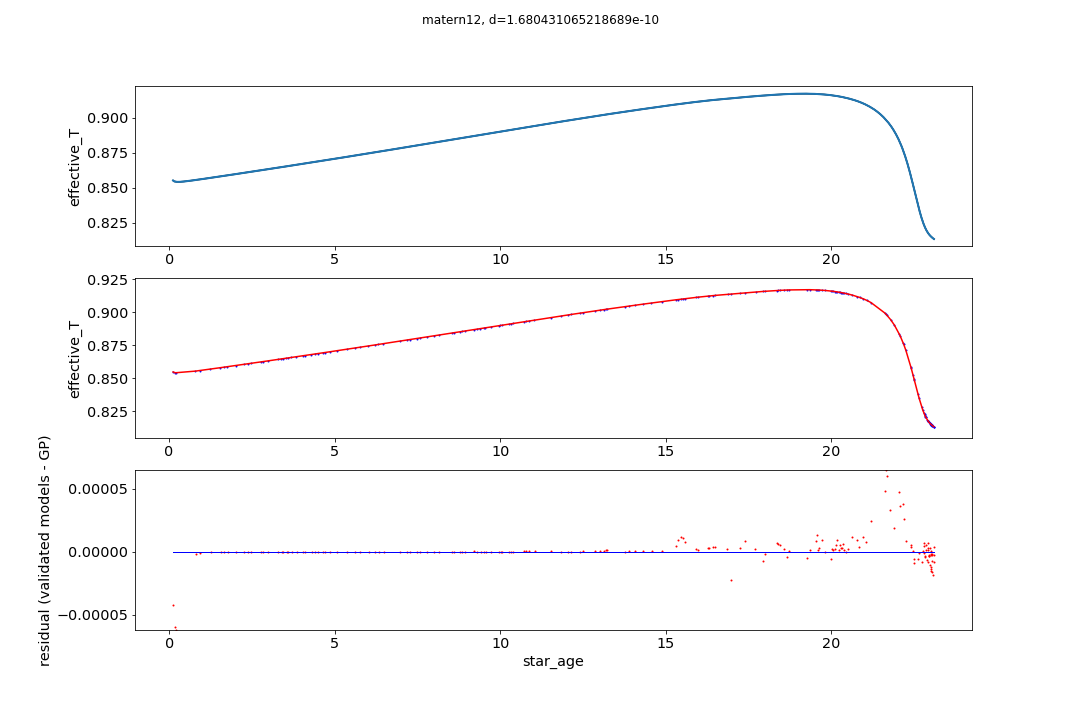 matern12, d=1.680431065218689e-10
effective_T
0.900
0.875
0.850
0.825
0 5 10 15 20
effective_T
0.925
0.900
0.875
0.850
0.825
0 5 10 15 20
residual (validated models - GP)
0.00005
0.00000
−0.00005
0 5 10 15 20
star_age